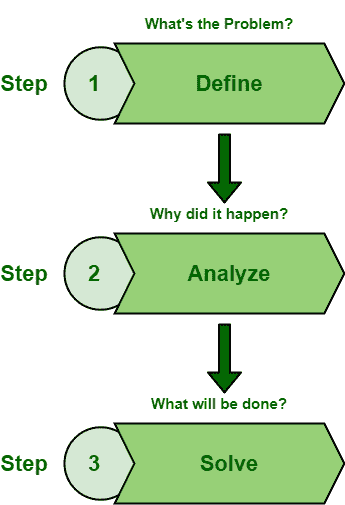 What's the Problem?
Step 1 Define
Why did it happen?
Step 2 Analyze
What will be done?
Step 3 Solve